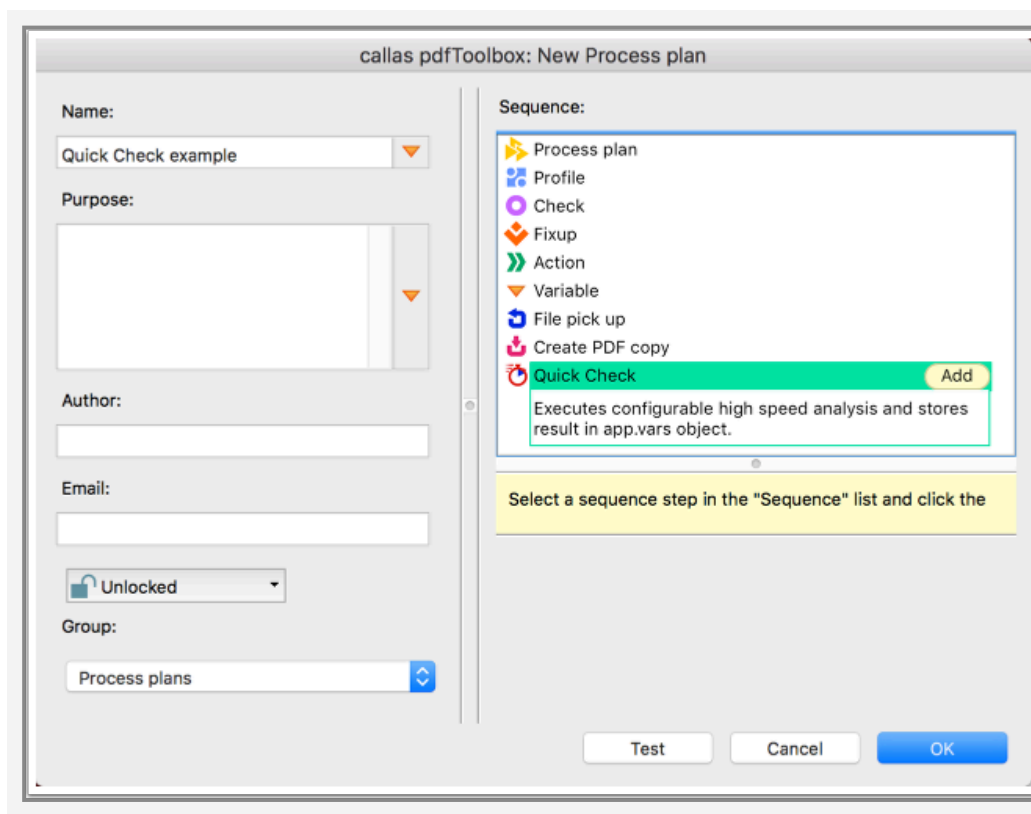 callas pdfToolbox: New Process plan
Name:
Quick Check example
Purpose:
Author:
Email:
Unlocked
Group:
Process plans
Sequence:
Process plan
Profile
Check
Fixup
Action
Variable
File pick up
Create PDF copy
Quick Check Add
Executes configurable high speed analysis and stores
result in app.vars object.
Select a sequence step in the "Sequence" list and click the
Test Cancel OK